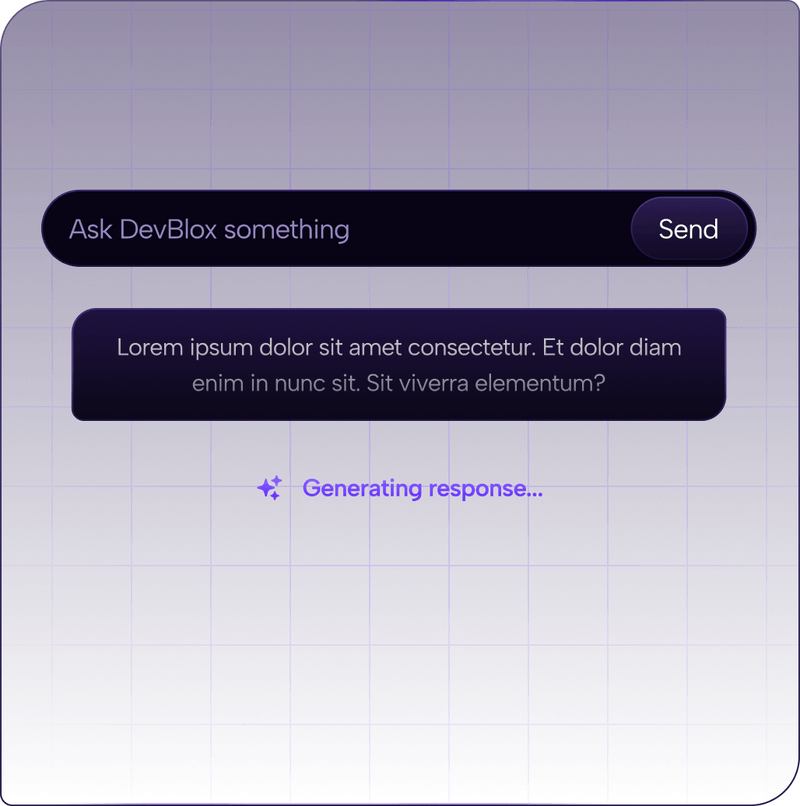 Ask DevBlox something
Send
Lorem ipsum dolor sit amet consectetur. Et dolor diam
enim in nunc sit. Sit viverra elementum?
Generating response...